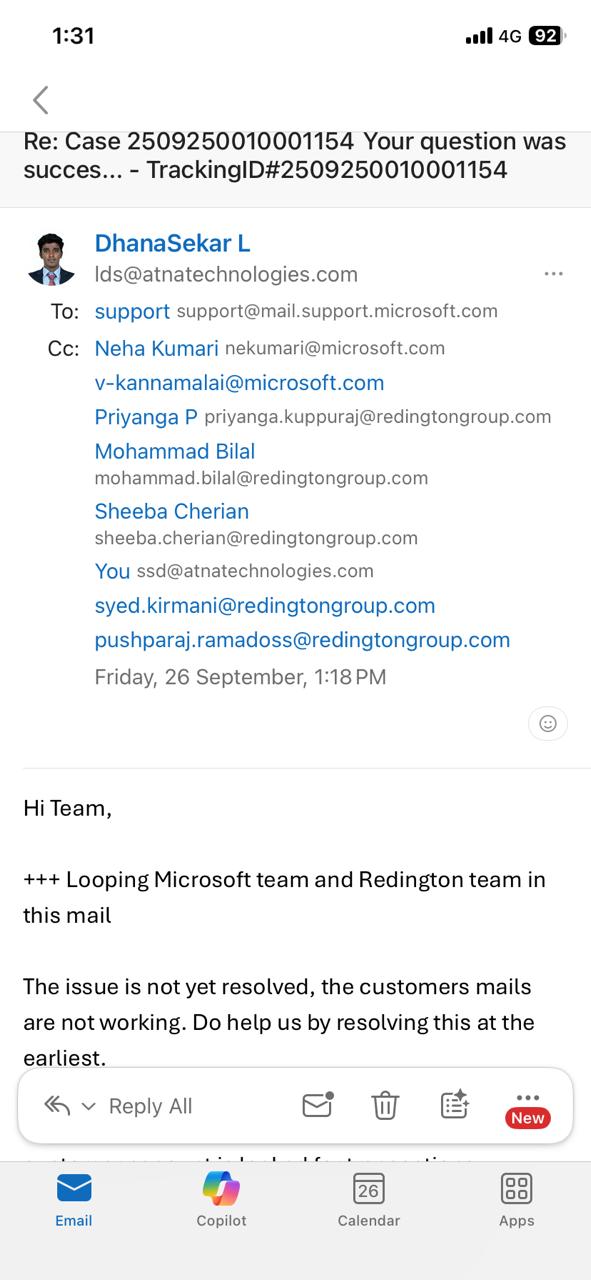 1:31
4G 92
Re: Case 2509250010001154 Your question was
succes... - TrackingID#2509250010001154
DhanaSekar L
lds@atnatechnologies.com
To: support support@mail.support.microsoft.com
Cc: Neha Kumari nekumari@microsoft.com
v-kannamalai@microsoft.com
Priyanga P priyanga.kuppuraj@redingtongroup.com
Mohammad Bilal
mohammad.bilal@redingtongroup.com
Sheeba Cherian
sheeba.cherian@redingtongroup.com
You ssd@atnatechnologies.com
syed.kirmani@redingtongroup.com
pushparaj.ramadoss@redingtongroup.com
Friday, 26 September, 1:18 PM
Hi Team,
+++ Looping Microsoft team and Redington team in
this mail
The issue is not yet resolved, the customers mails
are not working. Do help us by resolving this at the
earliest.
Reply All
New
26
Email Copilot Calendar Apps